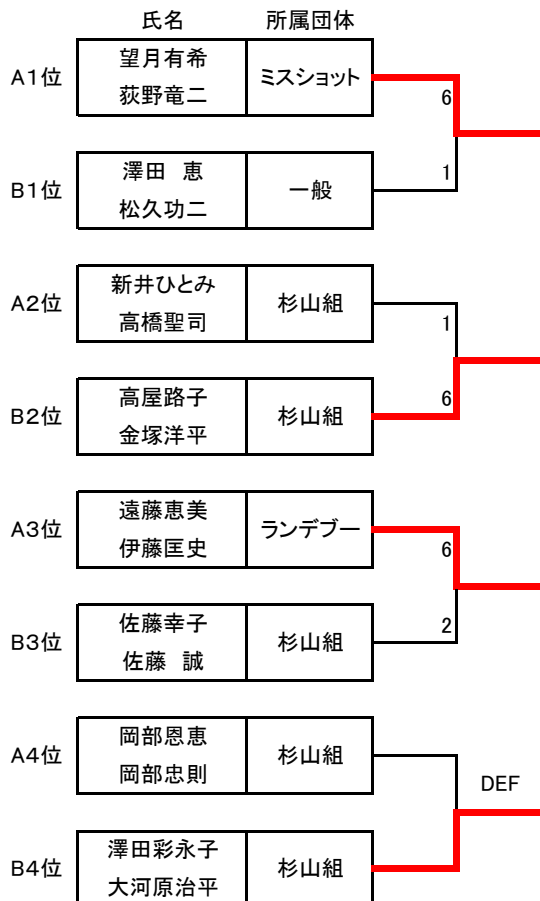 氏名 所属団体
A1位 望月有希 ミスショット
荻野竜二
6
B1位 澤田 恵 一般
松久功二
1
A2位 新井ひとみ 杉山組
高橋聖司
1
B2位 高屋路子 杉山組
金塚洋平
6
A3位 遠藤恵美 ランデブー
伊藤匡史
6
B3位 佐藤幸子 杉山組
佐藤 誠
2
A4位 岡部恩恵 杉山組
岡部忠則
DEF
B4位 澤田彩永子 杉山組
大河原治平